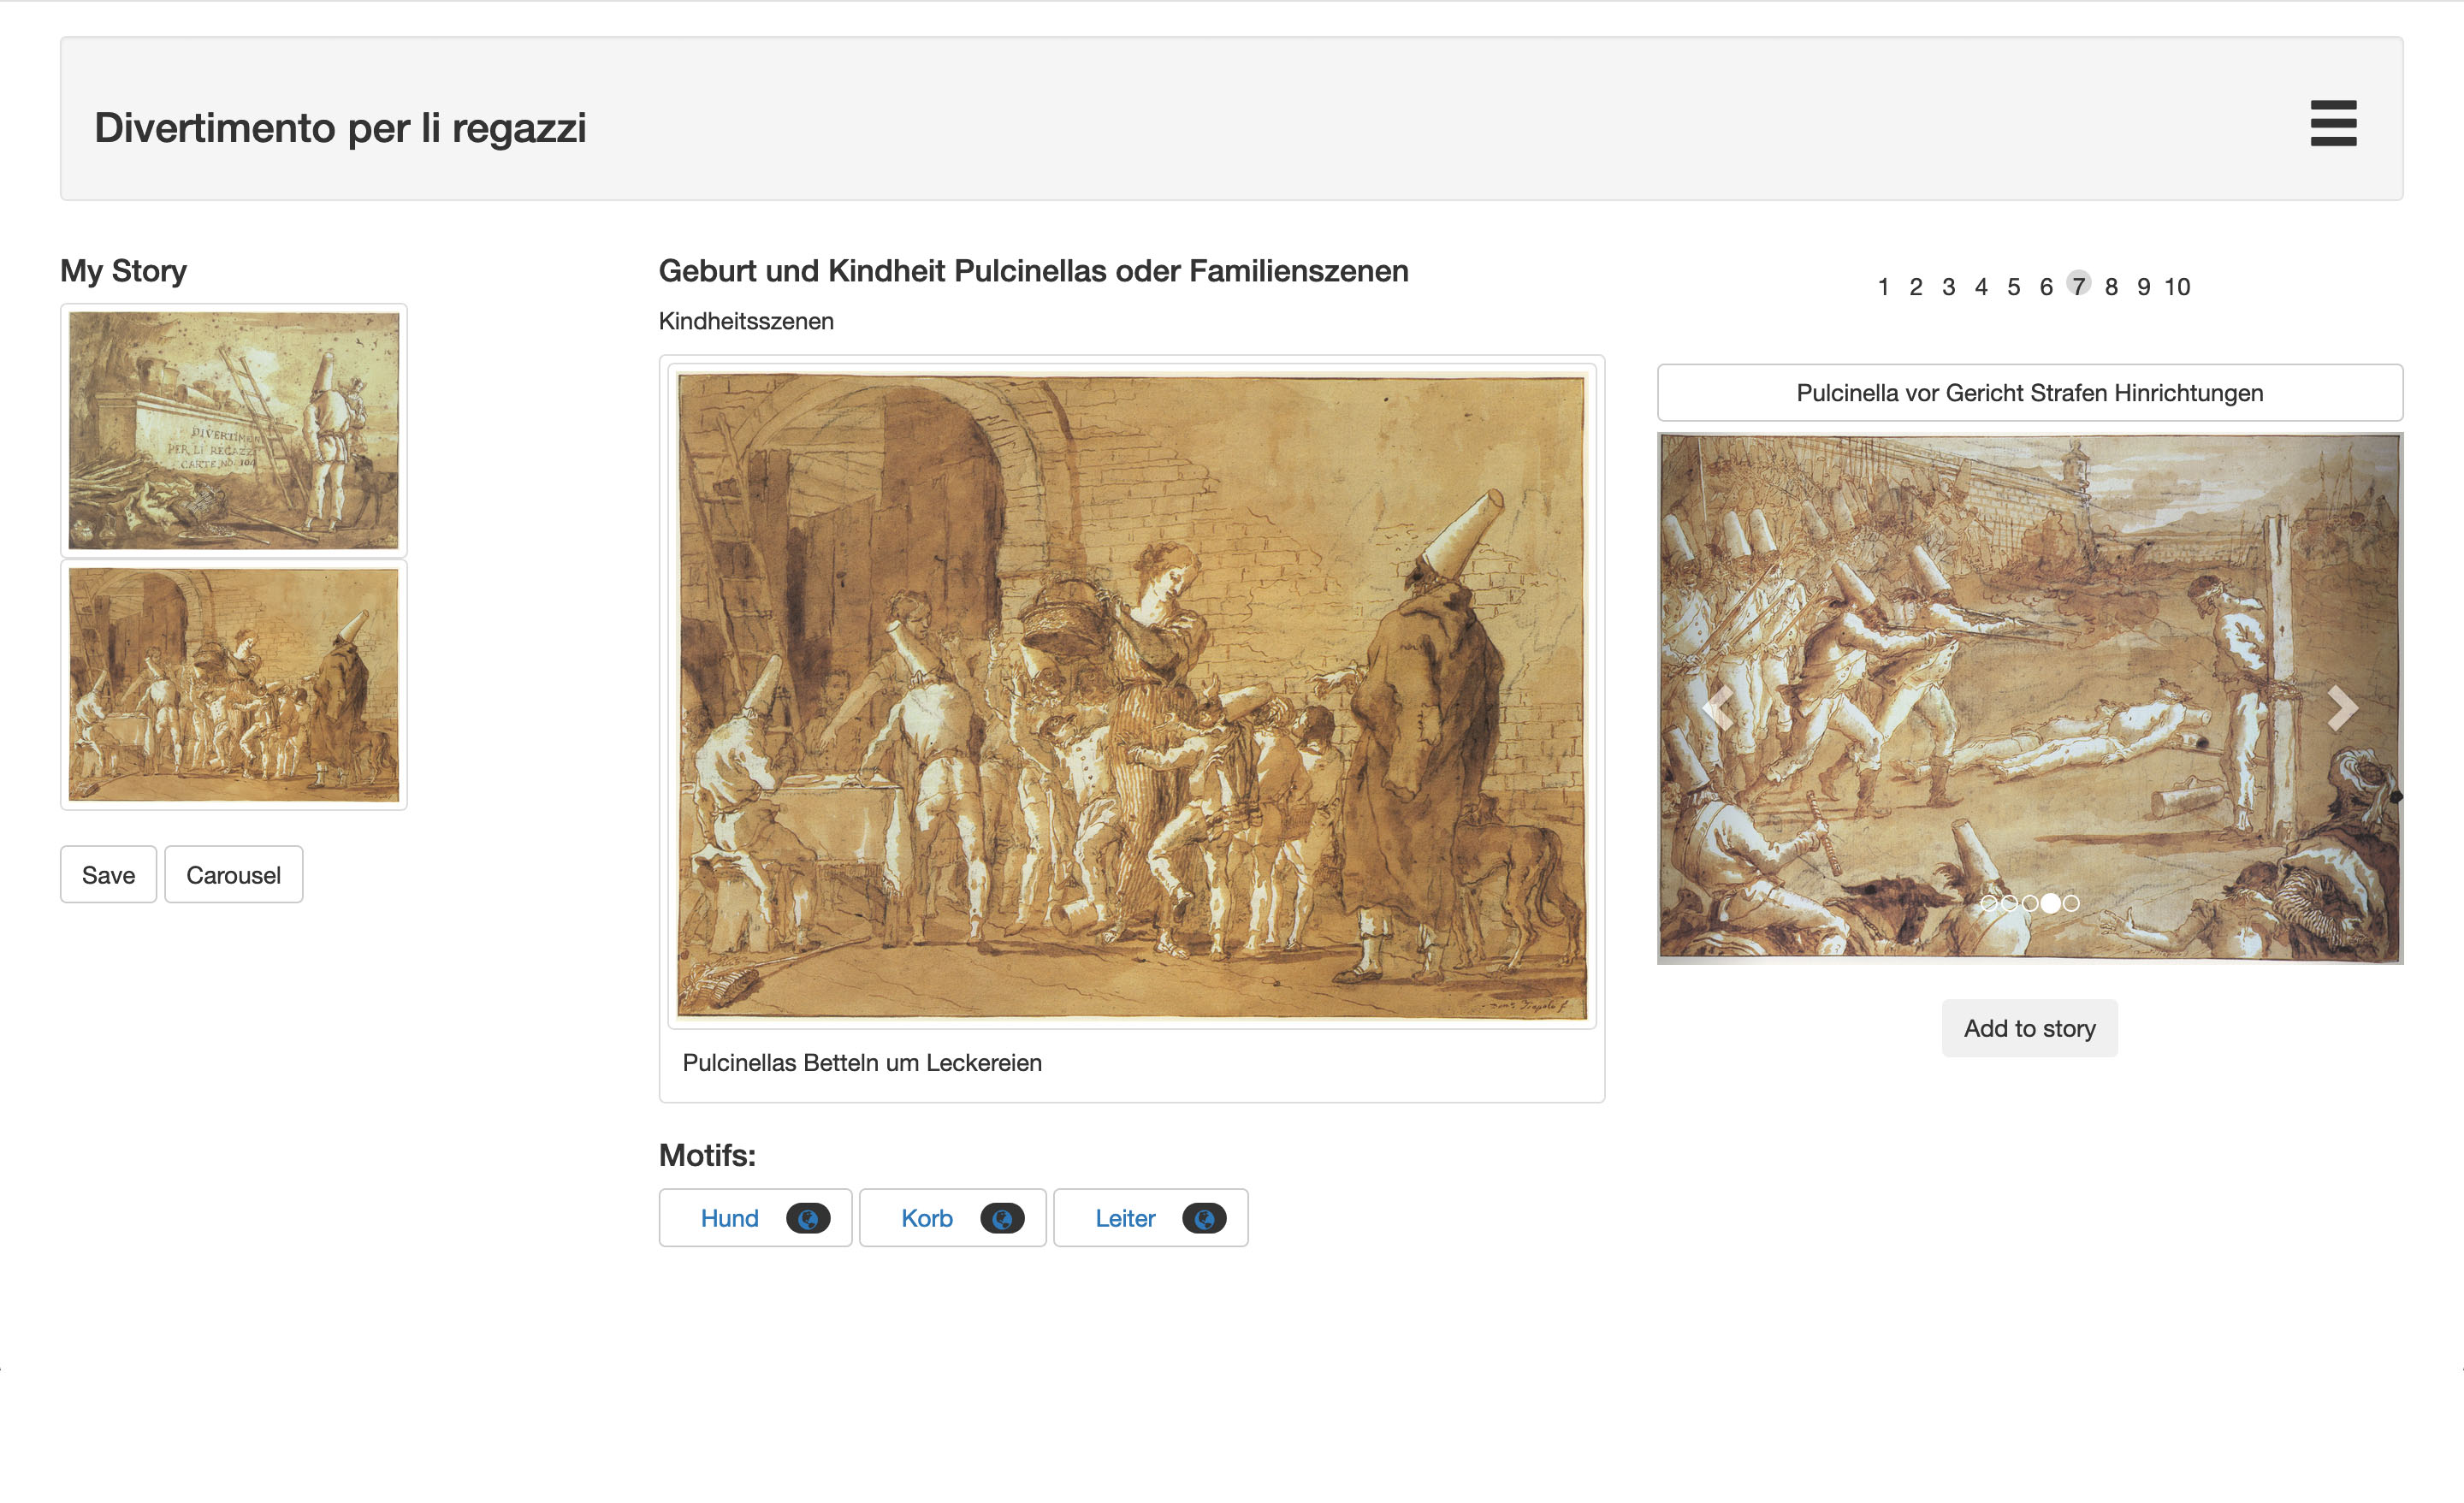 Divertimento per li regazzi
My Story
DIVERTIMEN
PER LI REGAZZ
CARTE NO 104
Save
Carousel
Geburt und Kindheit Pulcinellas oder Familienszenen
Kindheitsszenen
Pulcinellas Betteln um Leckereien
Motifs:
Hund
Korb
Leiter
1 2 3 4 5 6 7 8 9 10
Pulcinella vor Gericht Strafen Hinrichtungen
Add to story